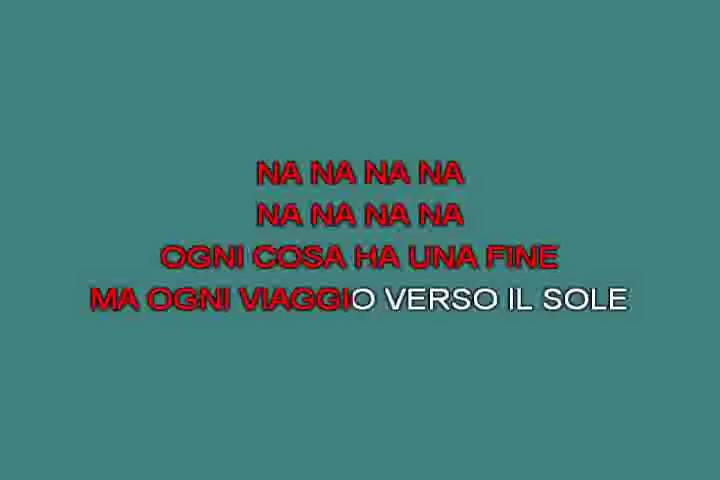 NA NA NA NA
NA NA NA NA
OGNI COSA HA UNA FINE
MA OGNI VIAGGIO VERSO IL SOLE